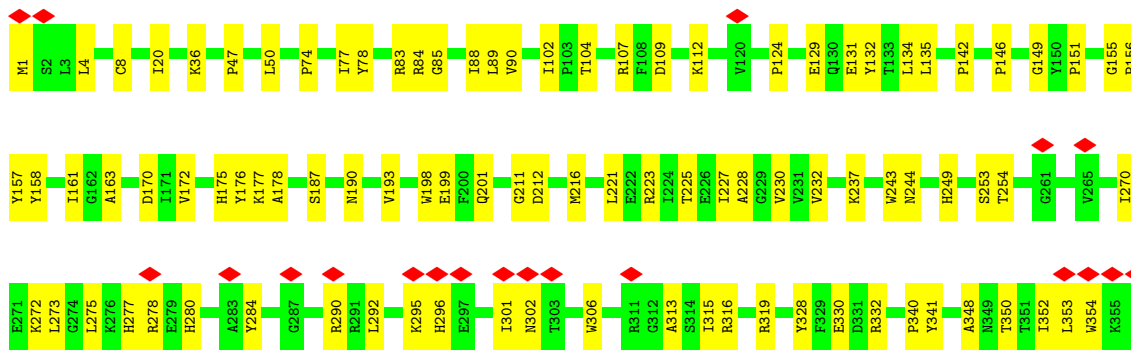 M1 S2 L3 L4 C8 I20 K36 P47 L50 P74 I77 Y78 R83 R84 G85 I88 L89 V90 I102 P103 T104 R107 F108 D109 K112 V120 P124 E129 Q130 E131 Y132 T133 L134 L135 P142 P146 G149 Y150 P151 G155 R156
Y157 Y158 I161 G162 A163 D170 I171 V172 H175 Y176 K177 A178 S187 N190 V193 W198 E199 F200 Q201 G211 D212 M216 L221 E222 R223 I224 T225 E226 I227 A228 G229 V230 V231 V232 K237 W243 N244 H249 S253 T254 G261 V265 I270
E271 K272 L273 G274 L275 K276 H277 R278 E279 H280 A283 Y284 G287 R290 R291 L292 K295 H296 E297 I301 N302 T303 W306 R311 G312 A313 S314 I315 R316 R319 Y328 F329 E330 D331 R332 P340 Y341 A348 N349 T350 T351 I352 L353 W354 K355